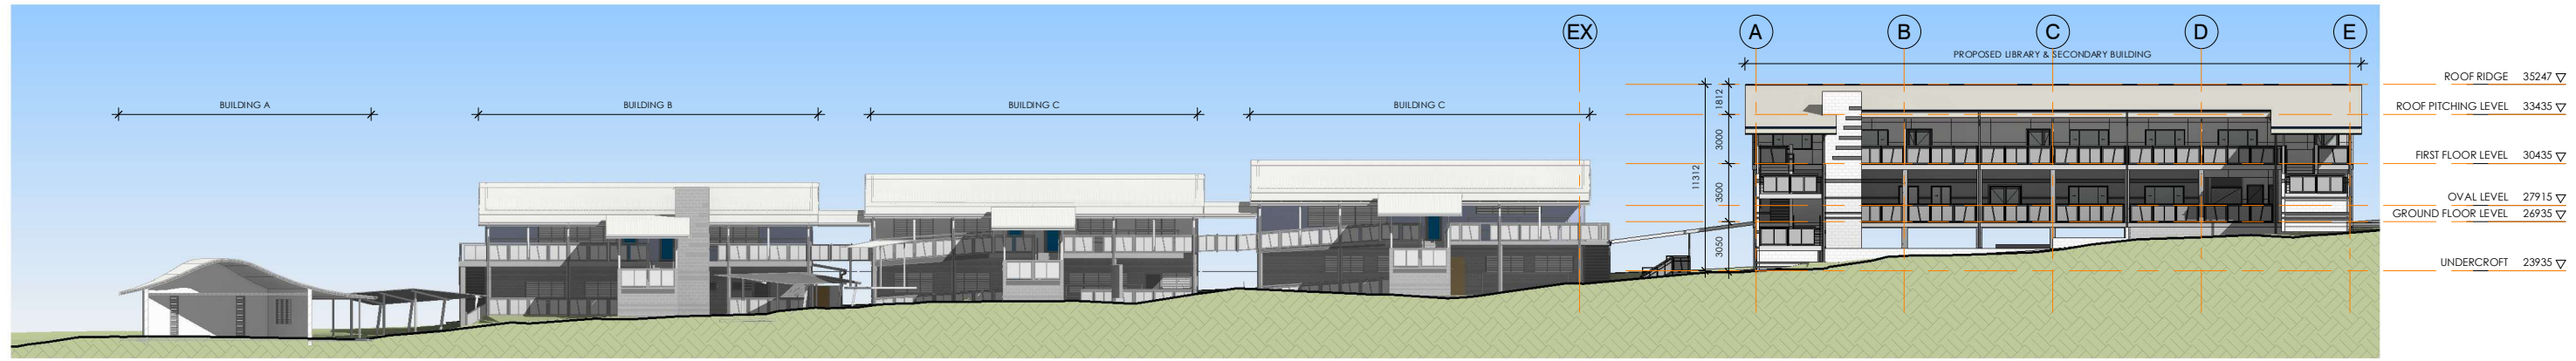 EX
A
B
C
D
E
PROPOSED LIBRARY & SECONDARY BUILDING
BUILDING A
BUILDING B
BUILDING C
BUILDING C
1812
3000
11312
3500
3050
ROOF RIDGE 35247
ROOF PITCHING LEVEL 33435
FIRST FLOOR LEVEL 30435
OVAL LEVEL 27915
GROUND FLOOR LEVEL 26935
UNDERCROFT 23935